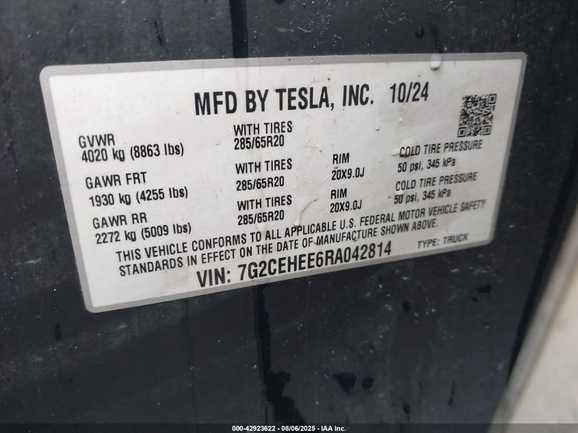 MFD BY TESLA, INC. 10/24
GVWR WITH TIRES
4020 kg (8863 lbs) 285/65R20
GAWR FRT WITH TIRES RIM COLD TIRE PRESSURE
1930 kg (4255 lbs) 285/65R20 20X9.0J 50 psi, 345 kPa
GAWR RR WITH TIRES RIM COLD TIRE PRESSURE
2272 kg (5009 lbs) 285/65R20 20X9.0J 50 psi, 345 kPa
THIS VEHICLE CONFORMS TO ALL APPLICABLE U.S. FEDERAL MOTOR VEHICLE SAFETY
STANDARDS IN EFFECT ON THE DATE OF MANUFACTURE SHOWN ABOVE.
VIN: 7G2CEHEE6RA042814 TYPE: TRUCK
000-42923622 - 08/06/2025 - IAA Inc.